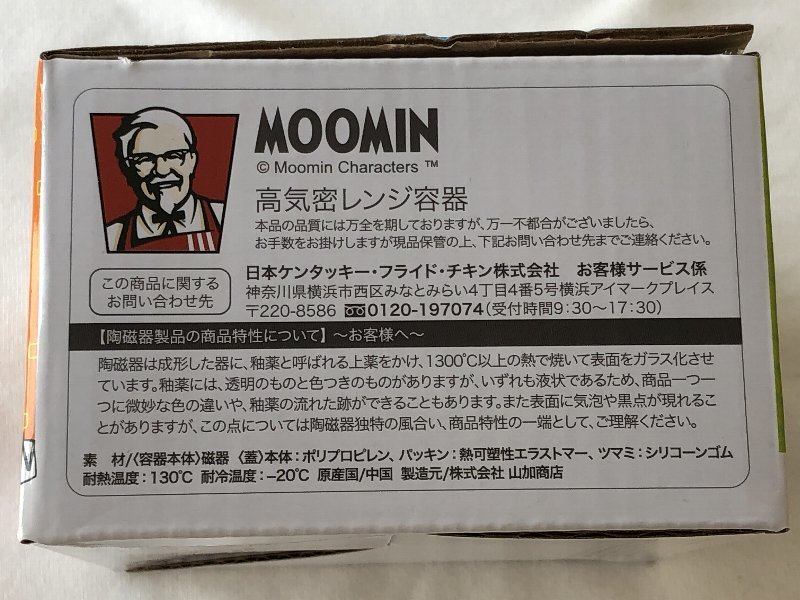 MOOMIN
© Moomin Characters ™
高気密レンジ容器
本品の品質には万全を期しておりますが、万一不都合がございましたら、
お手数をお掛けしますが現品保管の上、下記お問い合わせ先までご連絡ください。
この商品に関する
お問い合わせ先
日本ケンタッキー・フライド・チキン株式会社 お客様サービス係
神奈川県横浜市西区みなとみらい4丁目4番5号横浜アイマークプレイス
〒220-8586 0120-197074(受付時間9:30〜17:30)
【陶磁器製品の商品特性について】〜お客様へ〜
陶磁器は成形した器に、釉薬と呼ばれる上薬をかけ、1300℃以上の熱で焼いて表面をガラス化させ
ています。釉薬には、透明のものと色つきのものがありますが、いずれも液状であるため、商品一つ一
つに微妙な色の違いや、釉薬の流れた跡ができることもあります。また表面に気泡や黒点が現れるこ
とがありますが、この点については陶磁器独特の風合い、商品特性の一端として、ご理解ください。
素 材/〈容器本体〉磁器 〈蓋〉本体:ポリプロピレン、パッキン:熱可塑性エラストマー、ツマミ:シリコーンゴム
耐熱温度:130℃ 耐冷温度:−20℃ 原産国/中国 製造元/株式会社 山加商店